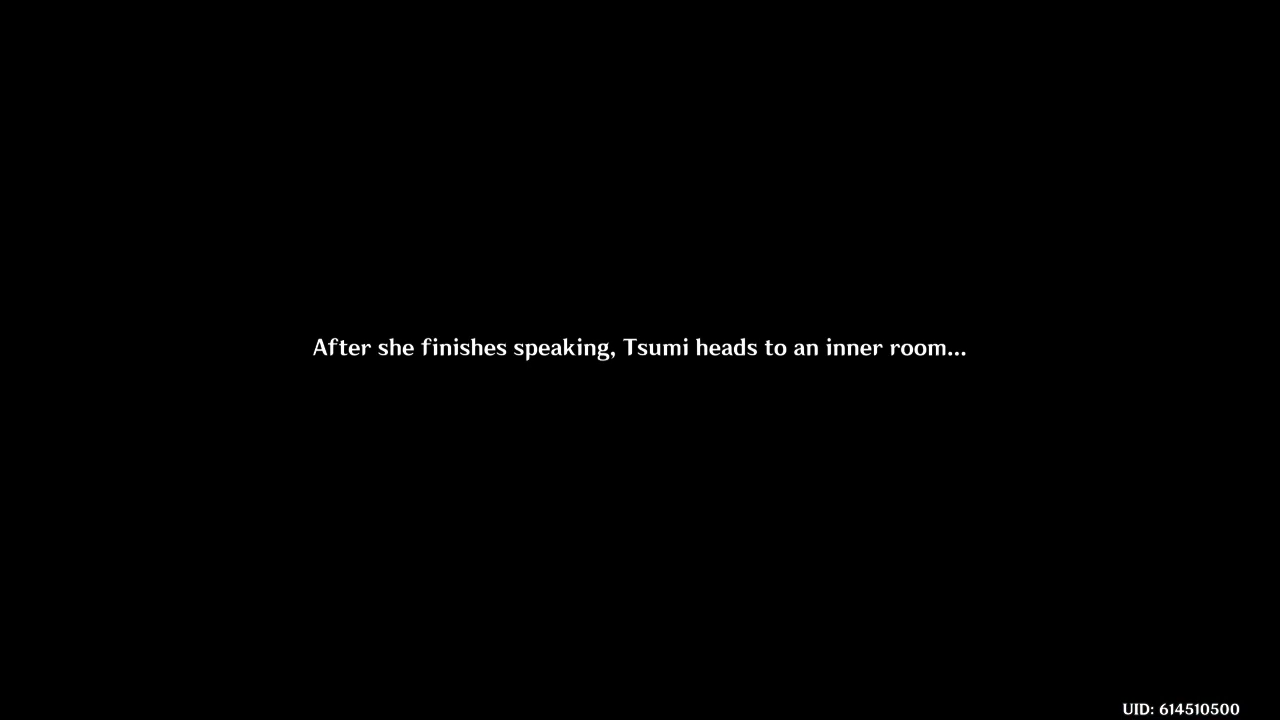 After she finishes speaking, Tsumi heads to an inner room...
UID: 614510500